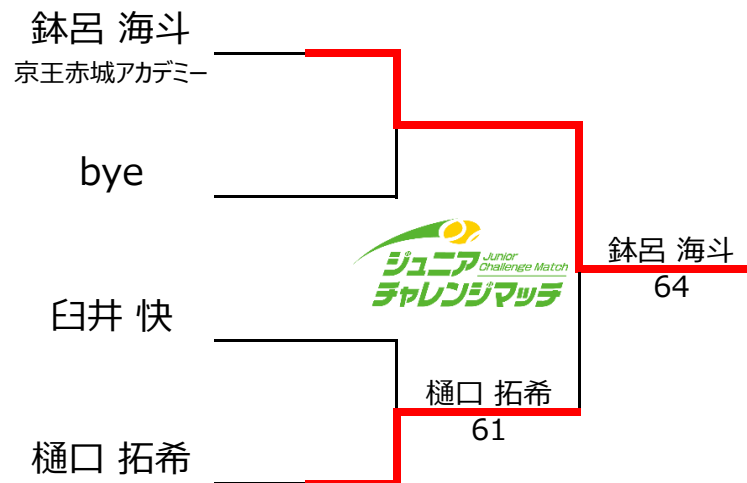 鉢呂 海斗
京王赤城アカデミー
bye
臼井 快
樋口 拓希
ジュニア Junior Challenge Match
チャレンジマッチ
樋口 拓希
61
鉢呂 海斗
64